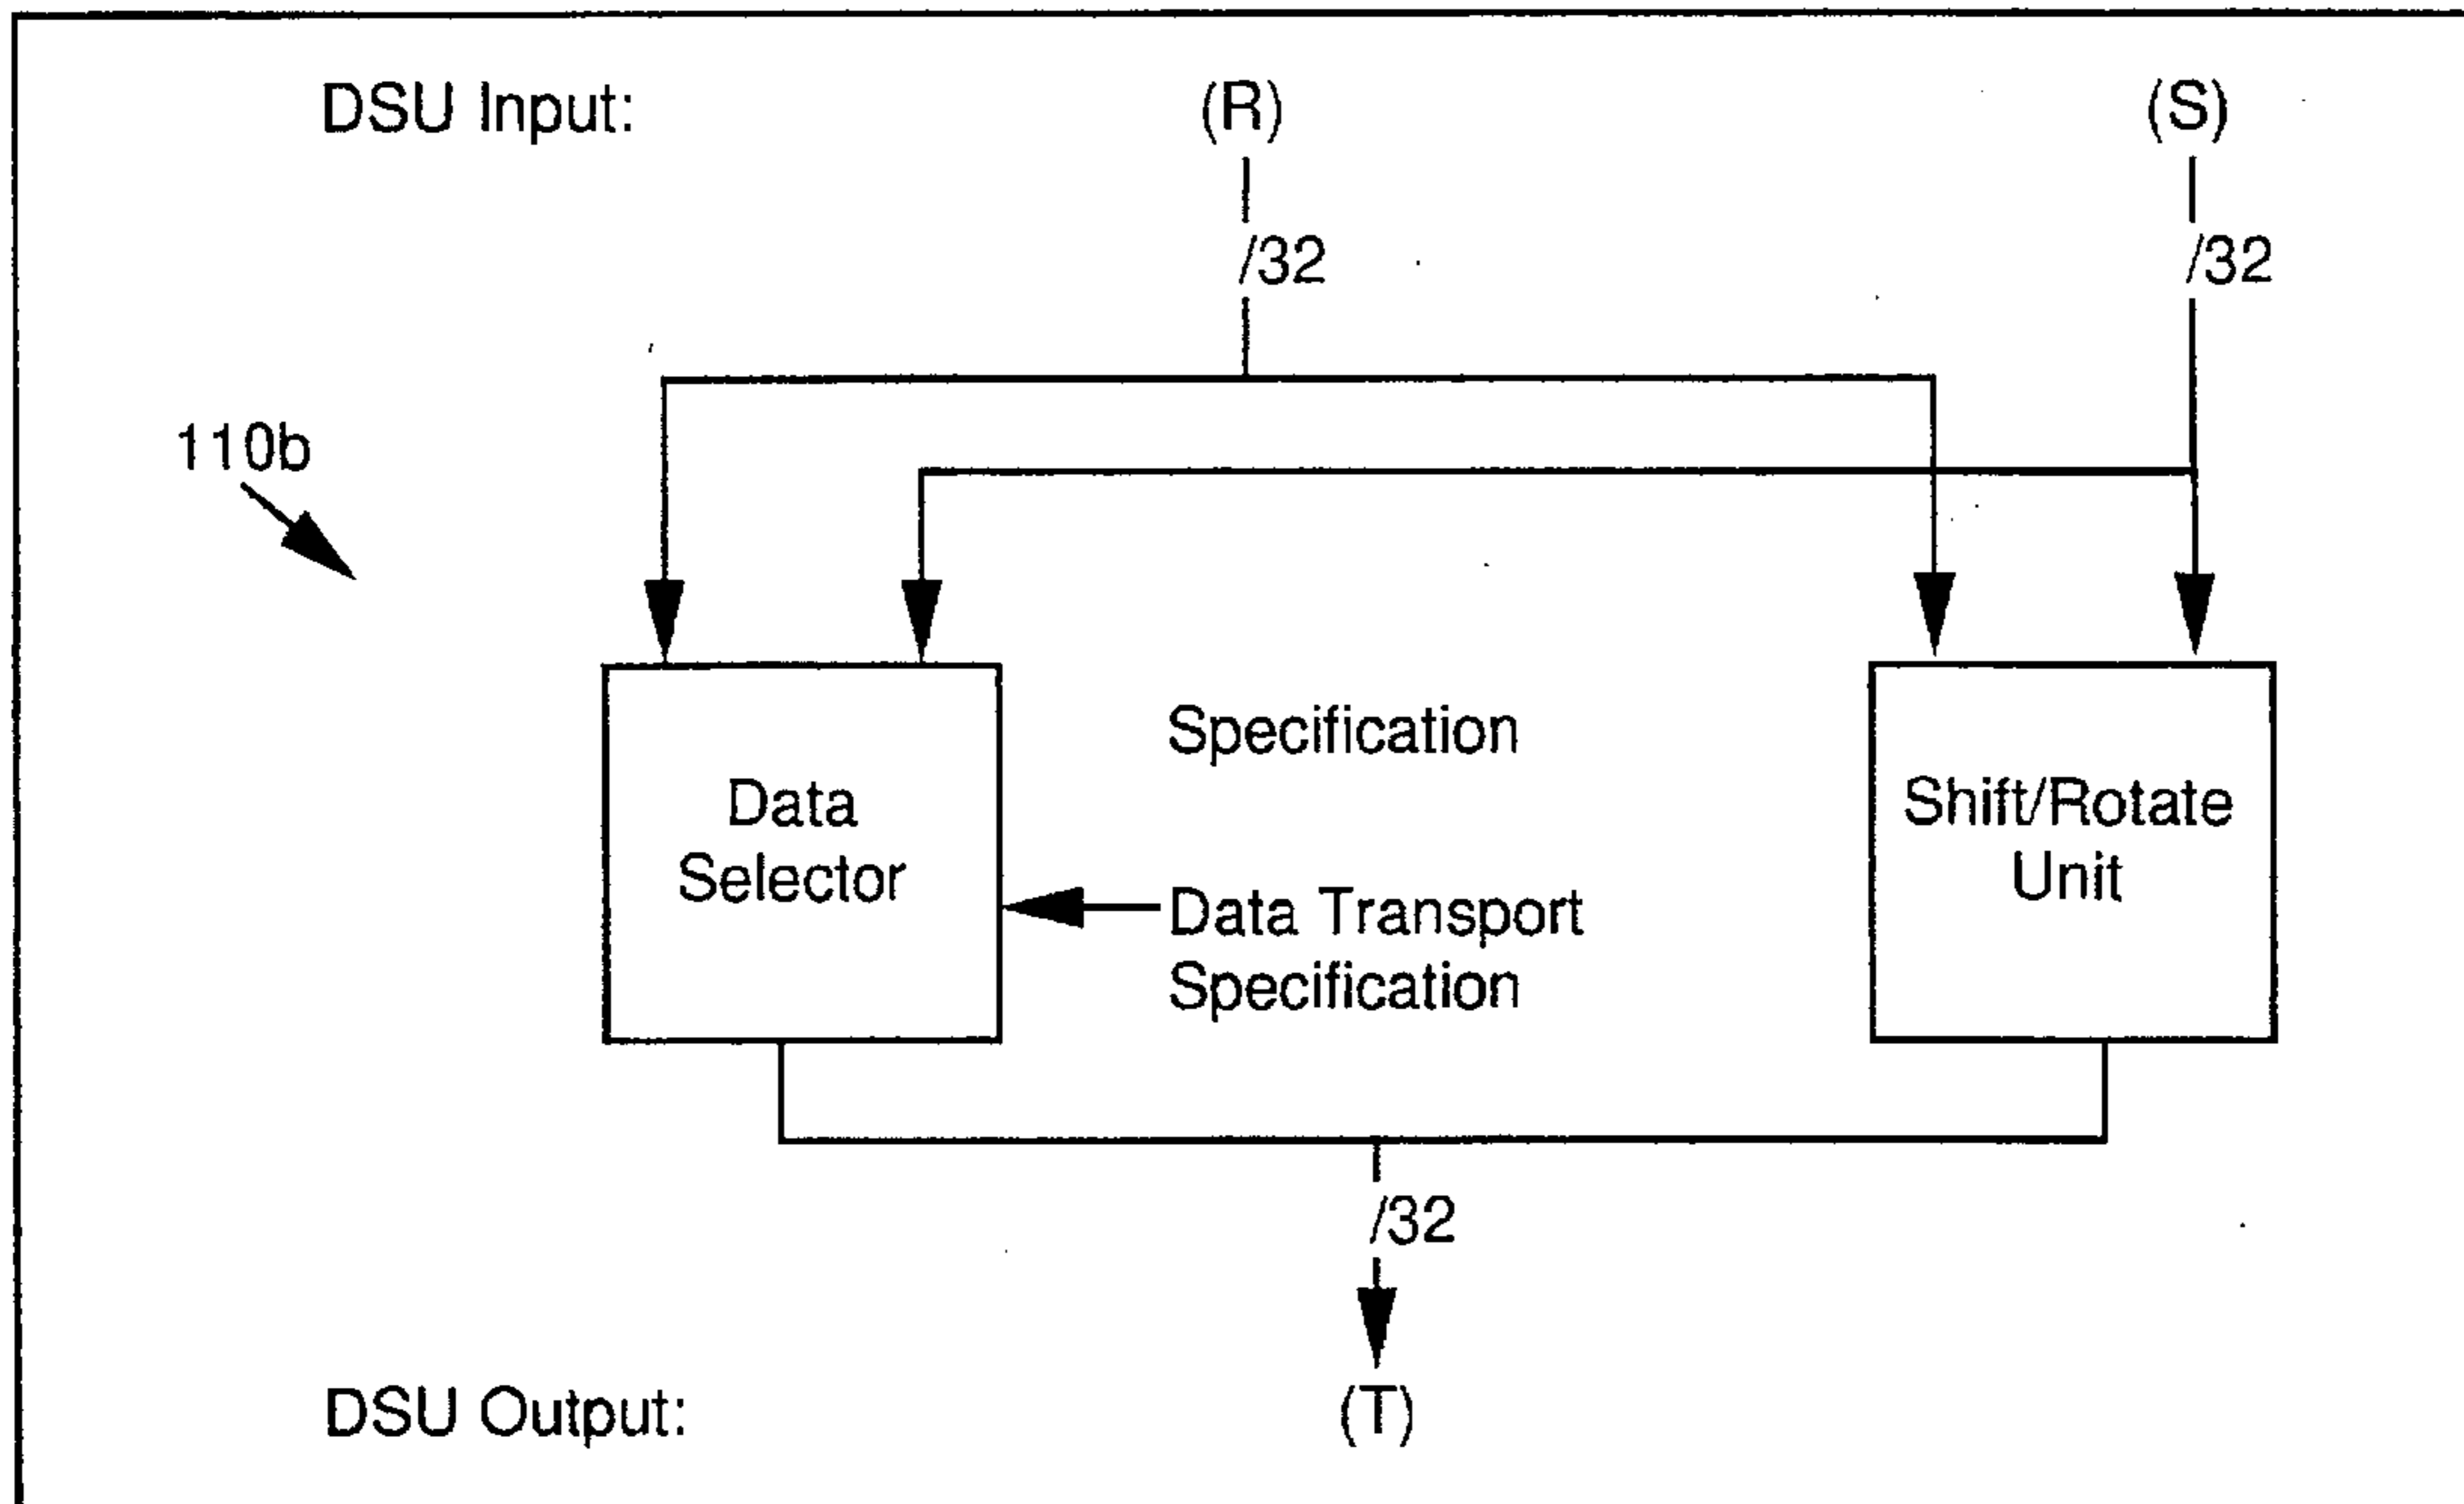 DSU Input:
(R)
(S)
/32
/32
110b
Specification
Data
Selector
Shift/Rotate
Unit
Data Transport
Specification
/32
DSU Output:
(T)